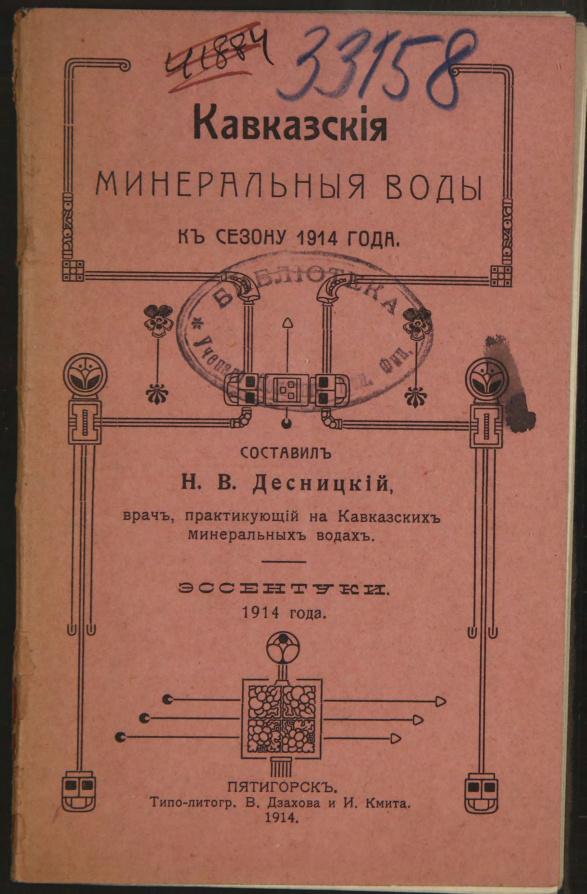 41884
33158
Кавказскія
МИНЕРАЛЬНЫЯ ВОДЫ
КЪ СЕЗОНУ 1914 ГОДА.
БИБЛІОТЕКА
СОСТАВИЛЪ
Н. В. Десницкій,
врачъ, практикующій на Кавказскихъ
минеральныхъ водахъ.
ЭССЕНТУКИ.
1914 года.
ПЯТИГОРСКЪ.
Типо-литогр. В. Дзахова и И. Кмита.
1914.